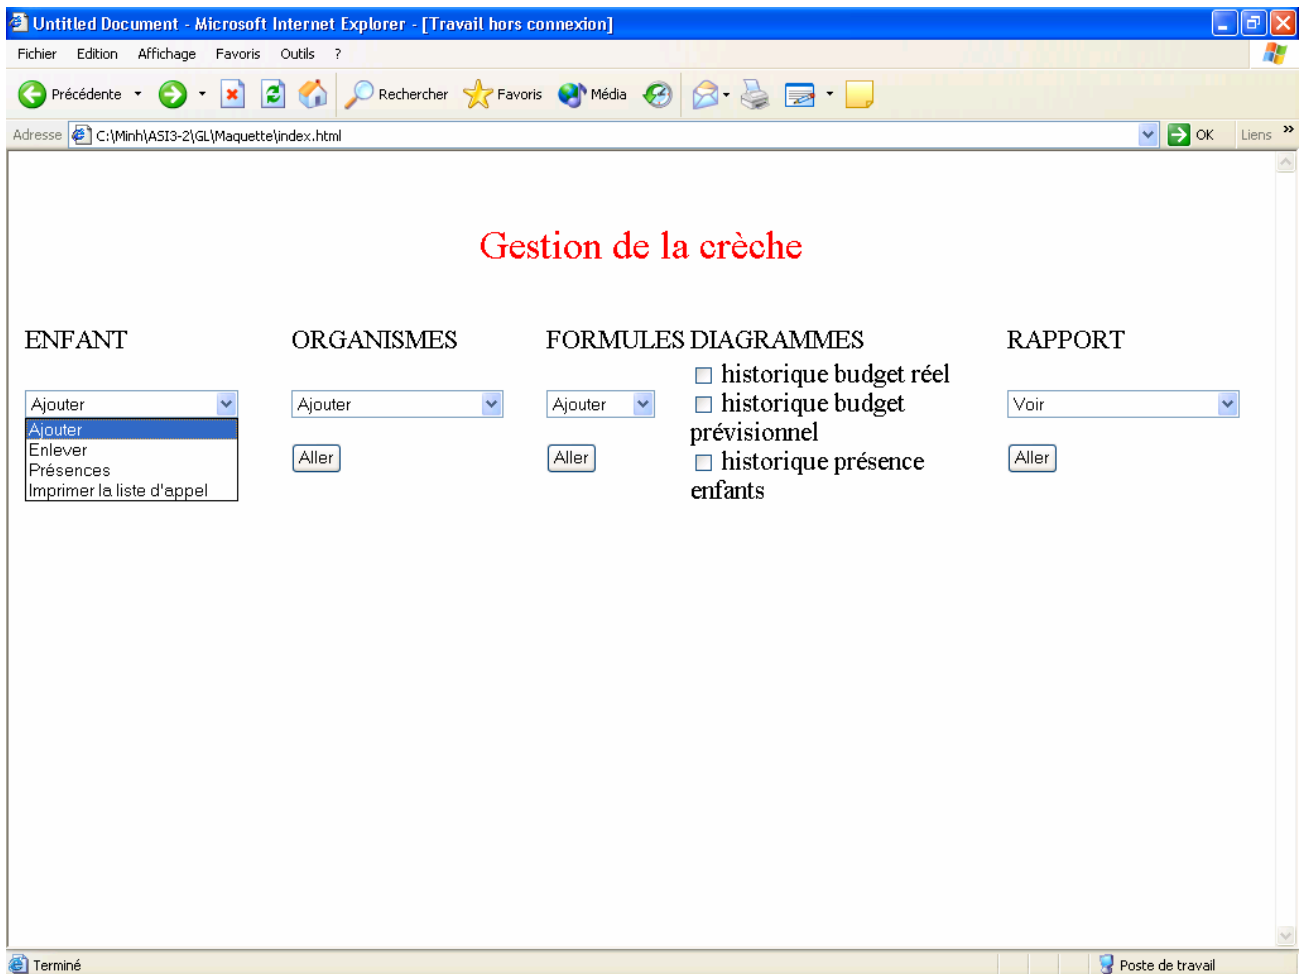 Untitled Document - Microsoft Internet Explorer - [Travail hors connexion]
Fichier Edition Affichage Favoris Outils ?
Précédente Rechercher Favoris Média
Adresse C:\Minh\ASI3-2\GL\Maquette\index.html OK Liens »
Gestion de la crèche
ENFANT ORGANISMES FORMULES DIAGRAMMES RAPPORT
historique budget réel
Ajouter Ajouter Ajouter historique budget Voir
Ajouter prévisionnel
Enlever
Présences Aller Aller historique présence Aller
Imprimer la liste d'appel enfants
Terminé Poste de travail